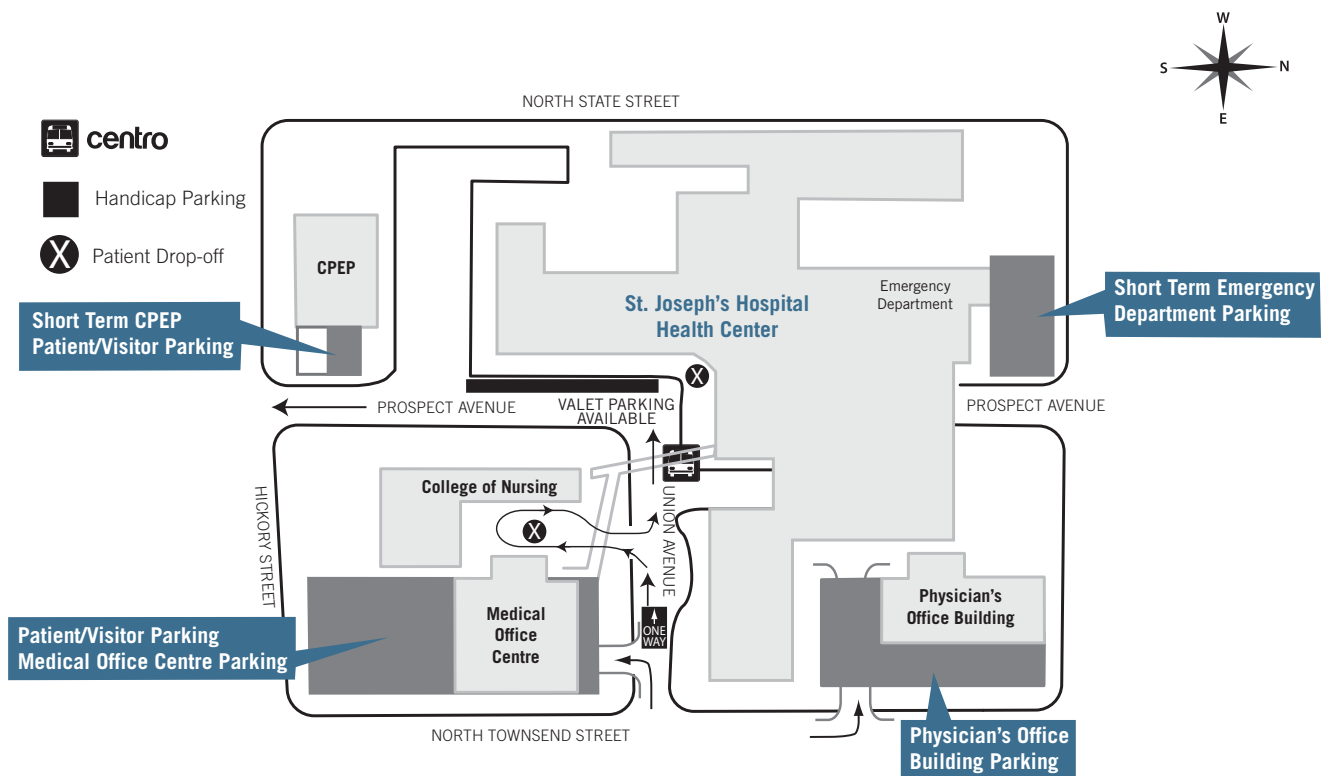 W
S
N
E
NORTH STATE STREET
centro
Handicap Parking
X
Patient Drop-off
CPEP
Short Term CPEP
Patient/Visitor Parking
St. Joseph's Hospital
Health Center
Emergency
Department
Short Term Emergency
Department Parking
X
PROSPECT AVENUE
VALET PARKING
AVAILABLE
PROSPECT AVENUE
HICKORY STREET
College of Nursing
X
UNION AVENUE
Medical
Office
Centre
ONE
WAY
Physician's
Office Building
Patient/Visitor Parking
Medical Office Centre Parking
NORTH TOWNSEND STREET
Physician's Office
Building Parking